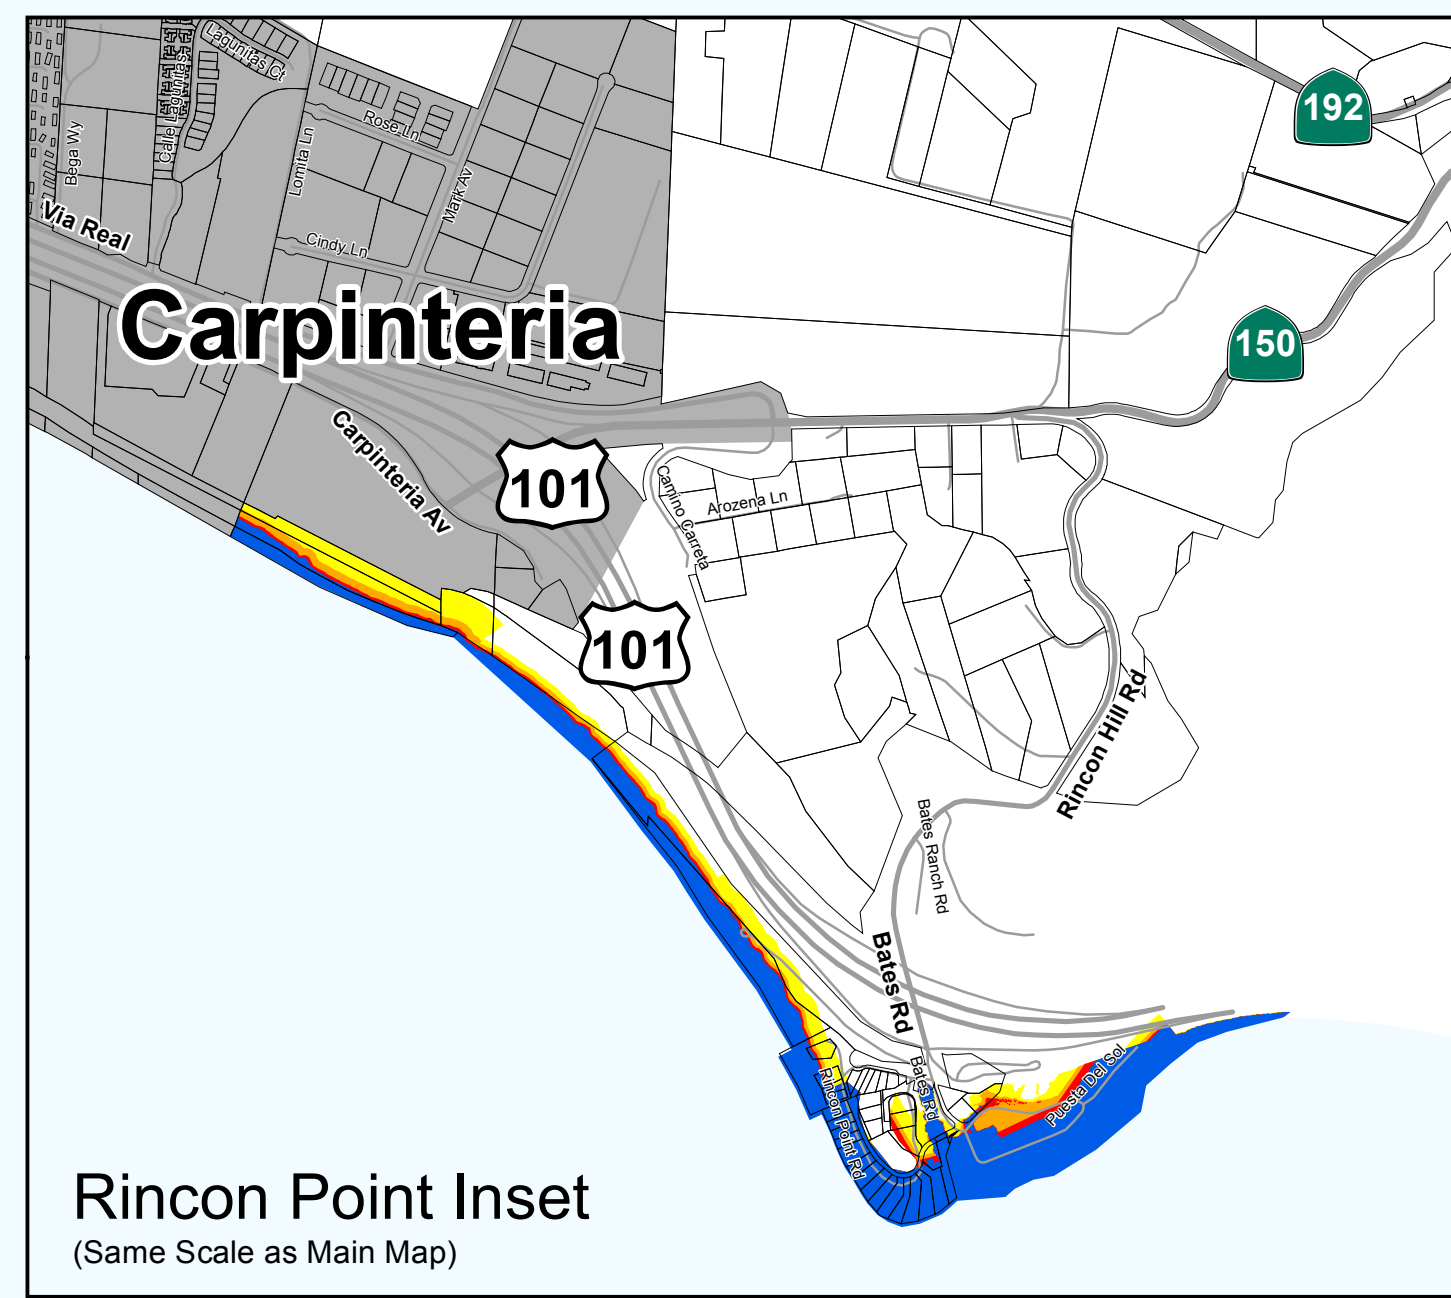 Lagunitas Ct
Calle Lagunitas
Bega Wy
Rose Ln
Lomita Ln
Mark Av
Cindy Ln
Via Real
192
150
Carpinteria
Carpinteria Av
101
Camino Carreta
Arozena Ln
101
Rincon Hill Rd
Bates Ranch Rd
Bates Rd
Bates Rd
Puesta Del Sol
Rincon Point Rd
Rincon Point Inset
(Same Scale as Main Map)